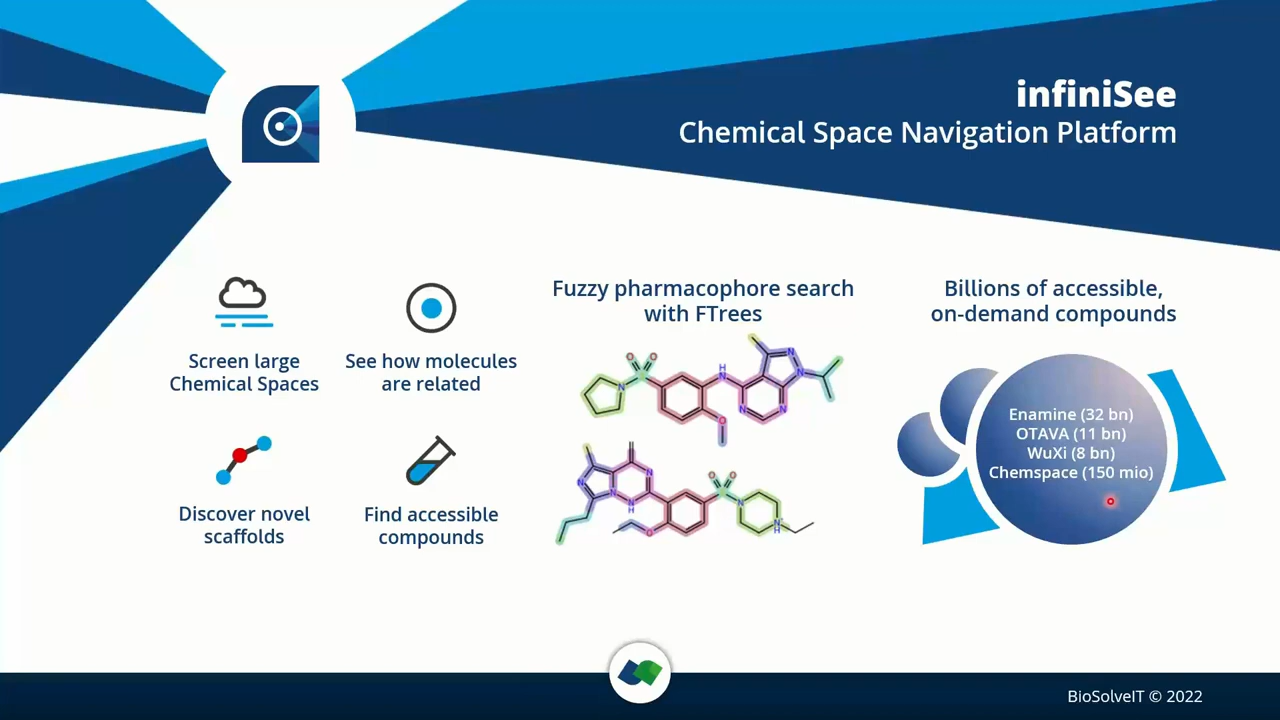 infiniSee
Chemical Space Navigation Platform
Screen large
Chemical Spaces
See how molecules
are related
Discover novel
scaffolds
Find accessible
compounds
Fuzzy pharmacophore search
with FTrees
Billions of accessible,
on-demand compounds
Enamine (32 bn)
OTAVA (11 bn)
WuXi (8 bn)
Chemspace (150 mio)
BioSolveIT © 2022